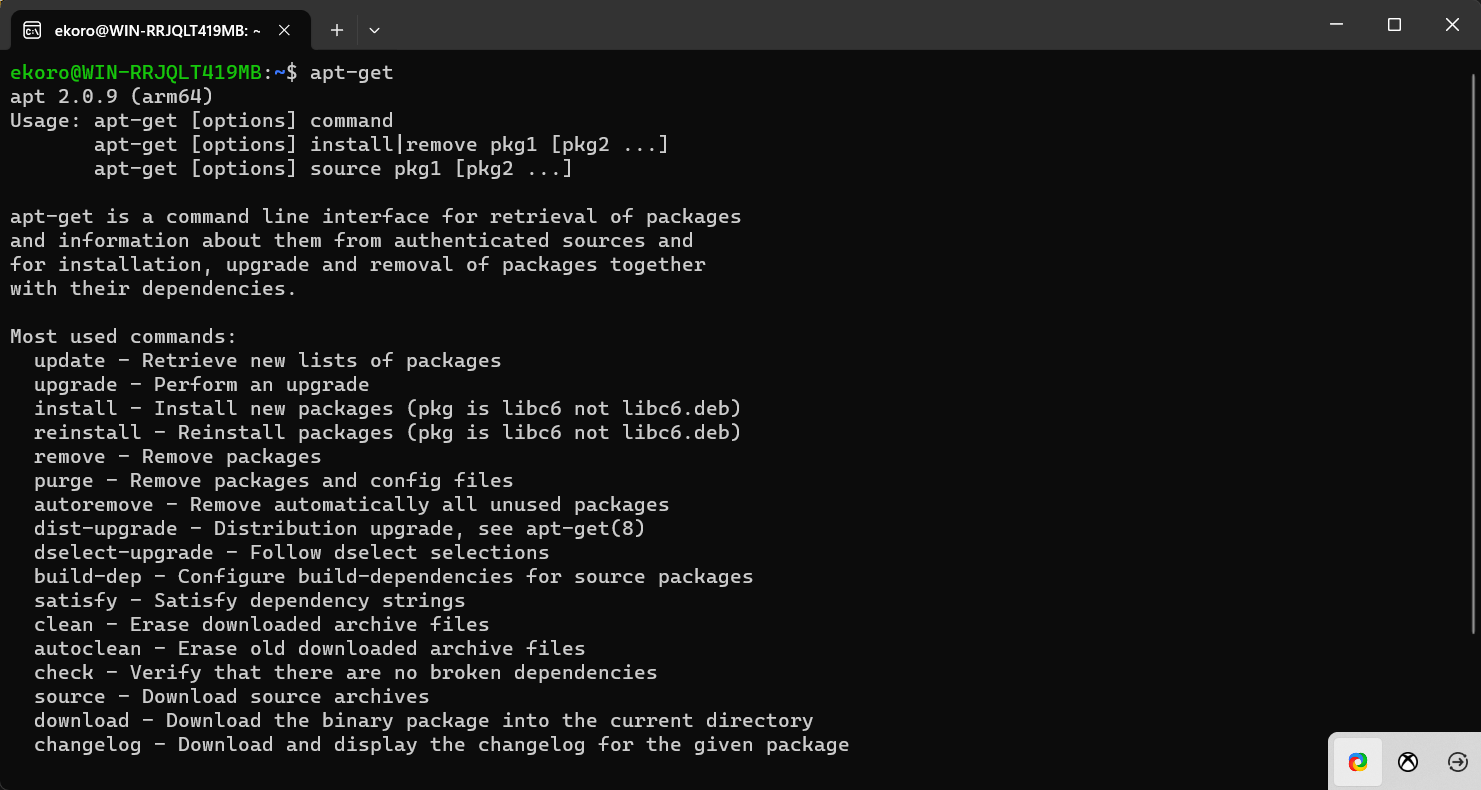 ekoro@WIN-RRJQLT419MB: ~
ekoro@WIN-RRJQLT419MB:~$ apt-get
apt 2.0.9 (arm64)
Usage: apt-get [options] command
       apt-get [options] install|remove pkg1 [pkg2 ...]
       apt-get [options] source pkg1 [pkg2 ...]

apt-get is a command line interface for retrieval of packages
and information about them from authenticated sources and
for installation, upgrade and removal of packages together
with their dependencies.

Most used commands:
  update - Retrieve new lists of packages
  upgrade - Perform an upgrade
  install - Install new packages (pkg is libc6 not libc6.deb)
  reinstall - Reinstall packages (pkg is libc6 not libc6.deb)
  remove - Remove packages
  purge - Remove packages and config files
  autoremove - Remove automatically all unused packages
  dist-upgrade - Distribution upgrade, see apt-get(8)
  dselect-upgrade - Follow dselect selections
  build-dep - Configure build-dependencies for source packages
  satisfy - Satisfy dependency strings
  clean - Erase downloaded archive files
  autoclean - Erase old downloaded archive files
  check - Verify that there are no broken dependencies
  source - Download source archives
  download - Download the binary package into the current directory
  changelog - Download and display the changelog for the given package